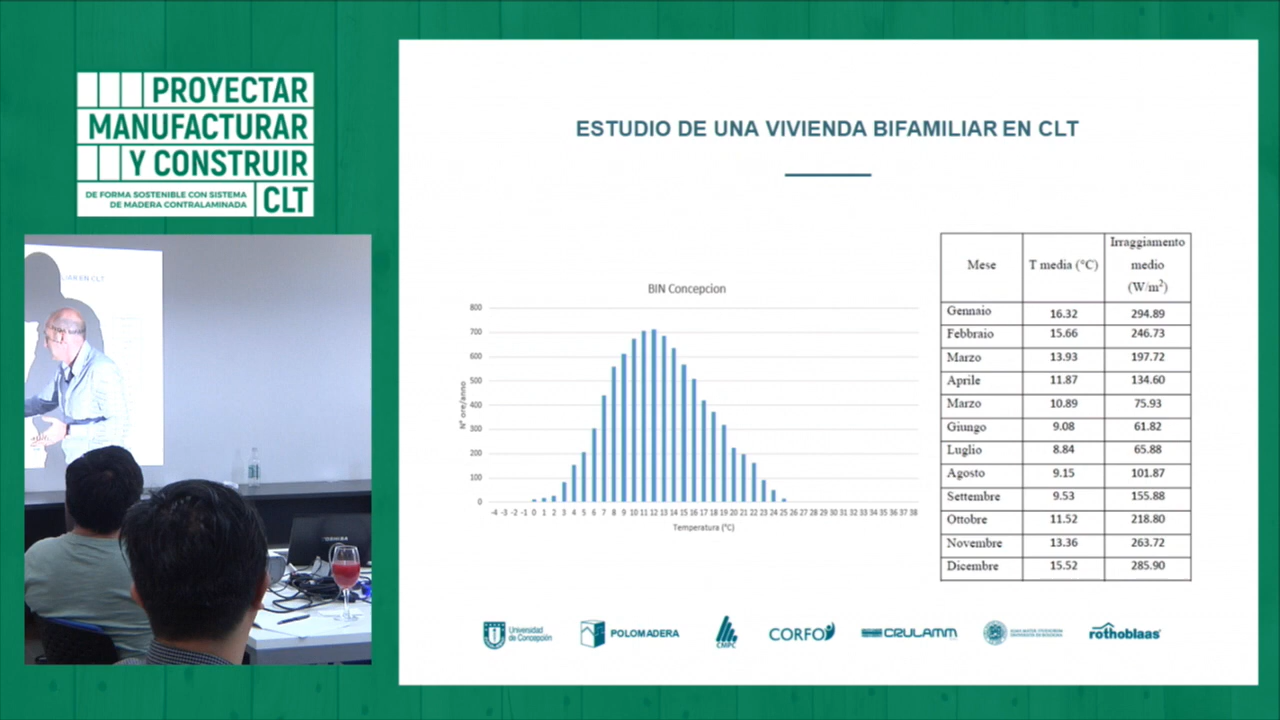 PROYECTAR
MANUFACTURAR
Y CONSTRUIR
DE FORMA SOSTENIBLE CON SISTEMA
DE MADERA CONTRALAMINADA
CLT
ESTUDIO DE UNA VIVIENDA BIFAMILIAR EN CLT
BIN Concepcion
800
700
600
500
400
300
200
100
0
N° ore/anno
-4 -3 -2 -1 0 1 2 3 4 5 6 7 8 9 10 11 12 13 14 15 16 17 18 19 20 21 22 23 24 25 26 27 28 29 30 31 32 33 34 35 36 37 38
Temperatura (°C)
Mese T media (°C) Irraggiamento medio (W/m²)
Gennaio 16.32 294.89
Febbraio 15.66 246.73
Marzo 13.93 197.72
Aprile 11.87 134.60
Marzo 10.89 75.93
Giungo 9.08 61.82
Luglio 8.84 65.88
Agosto 9.15 101.87
Settembre 9.53 155.88
Ottobre 11.52 218.80
Novembre 13.36 263.72
Dicembre 15.52 285.90
Universidad de Concepción
POLOMADERA
CMPC
CORFO
CRULAMM
rothoblaas
TOSHIBA